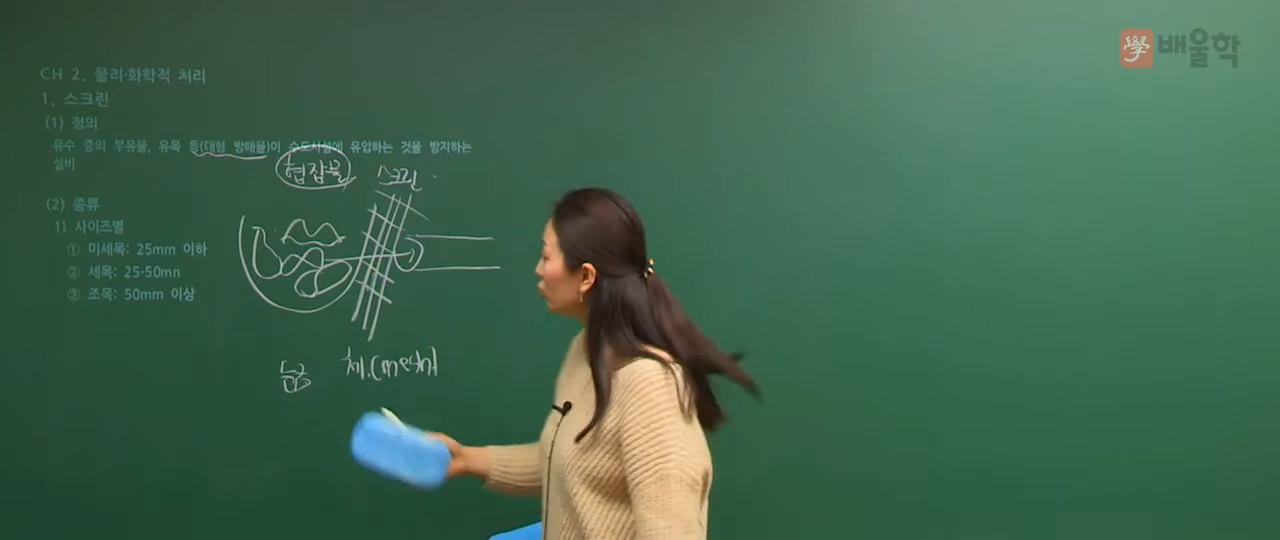 學 배울학
CH 2. 물리·화학적 처리
1. 스크린
(1) 정의
유수 중의 부유물, 유목 등(대형 방해물)이 수도시설에 유입하는 것을 방지하는
설비
협잡물
스크린
(2) 종류
1) 사이즈별
① 미세목: 25mm 이하
② 세목: 25-50mn
③ 조목: 50mm 이상
체.(mesh)